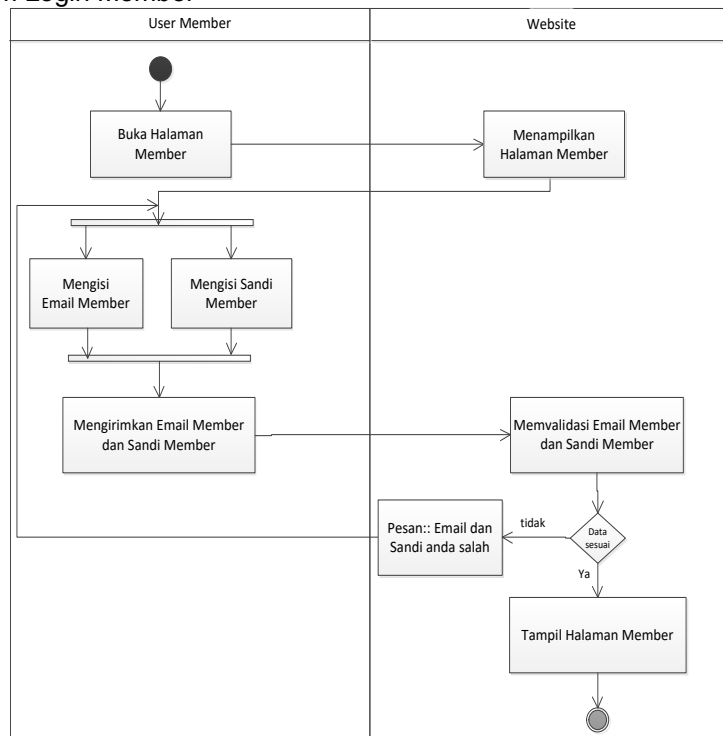 Login Member
User Member
Website
Buka Halaman
Member
Menampilkan
Halaman Member
Mengisi
Email Member
Mengisi Sandi
Member
Mengirimkan Email Member
dan Sandi Member
Memvalidasi Email Member
dan Sandi Member
Pesan:: Email dan
Sandi anda salah
tidak
Data
sesuai
Ya
Tampil Halaman Member